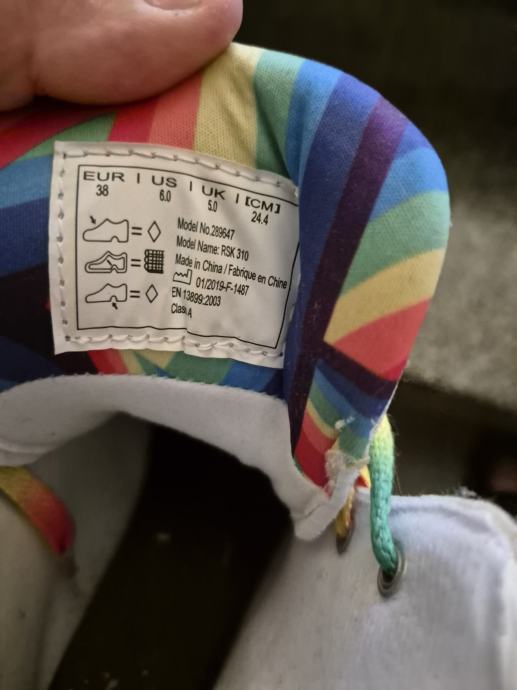 EUR | US | UK | [CM]
38 6.0 5.0 24.4
Model No.289647
Model Name: RSK 310
Made in China / Fabrique en Chine
01/2019-F-1487
EN 13899:2003
Class A